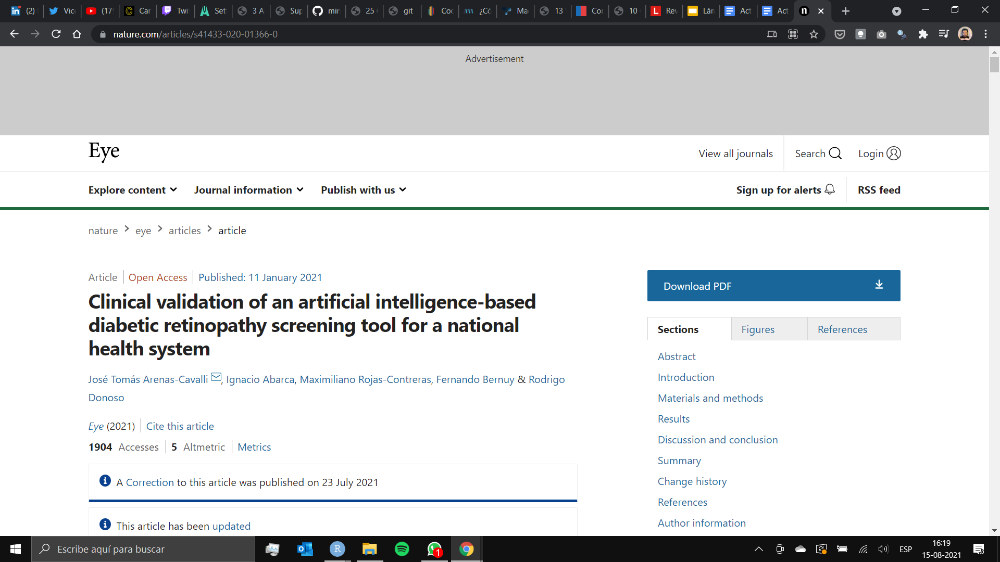 (2)
Vic
(17
Car
Twi
Set
3 A
Sup
min
25
git
Coc
¿Có
Ma
13
Cor
10
Rev
Lán
Act
Act
nature.com/articles/s41433-020-01366-0
Advertisement
Eye
View all journals
Search
Login
Explore content
Journal information
Publish with us
Sign up for alerts
RSS feed
nature > eye > articles > article
Article | Open Access | Published: 11 January 2021
Clinical validation of an artificial intelligence-based
diabetic retinopathy screening tool for a national
health system
José Tomás Arenas-Cavalli, Ignacio Abarca, Maximiliano Rojas-Contreras, Fernando Bernuy & Rodrigo
Donoso
Eye (2021) | Cite this article
1904 Accesses | 5 Altmetric | Metrics
A Correction to this article was published on 23 July 2021
This article has been updated
Download PDF
Sections
Figures
References
Abstract
Introduction
Materials and methods
Results
Discussion and conclusion
Summary
Change history
References
Author information
Escribe aquí para buscar
1
ESP
16:19
15-08-2021